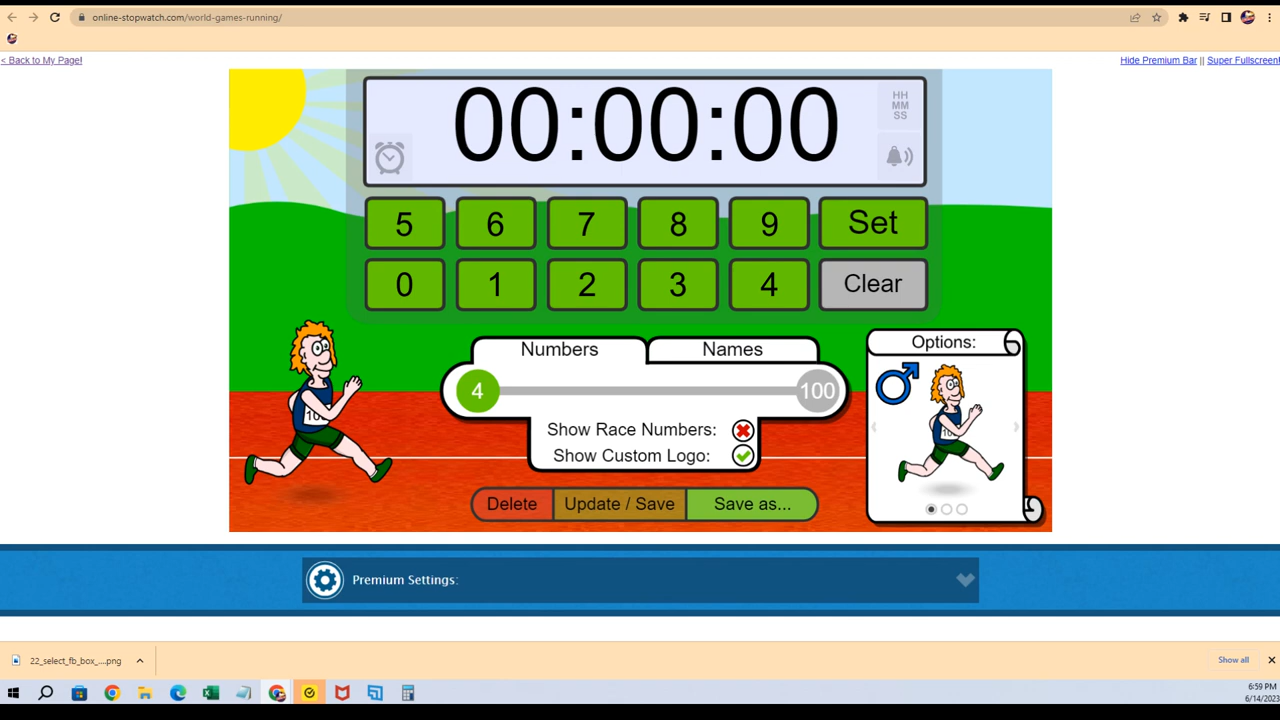 online-stopwatch.com/world-games-running/
< Back to My Page!
Hide Premium Bar || Super Fullscreen!
00:00:00
HH
MM
SS
5 6 7 8 9 Set
0 1 2 3 4 Clear
Numbers Names
4 100
Show Race Numbers:
Show Custom Logo:
Options:
Delete Update / Save Save as...
Premium Settings:
22_select_fb_box_....png
Show all
6:59 PM
6/14/2023